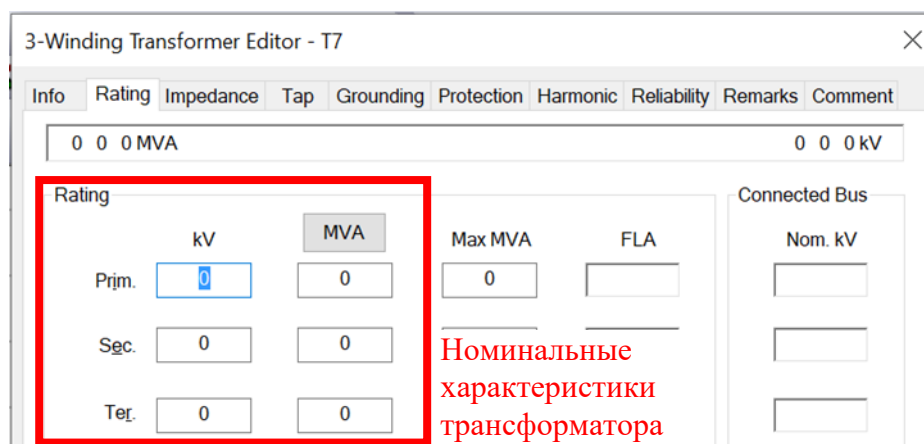 3-Winding Transformer Editor - T7
Info Rating Impedance Tap Grounding Protection Harmonic Reliability Remarks Comment
0 0 0 MVA 0 0 0 kV
Rating Connected Bus
kV MVA Max MVA FLA Nom. kV
Prim. 0 0 0
Sec. 0 0
Ter. 0 0
Номинальные
характеристики
трансформатора